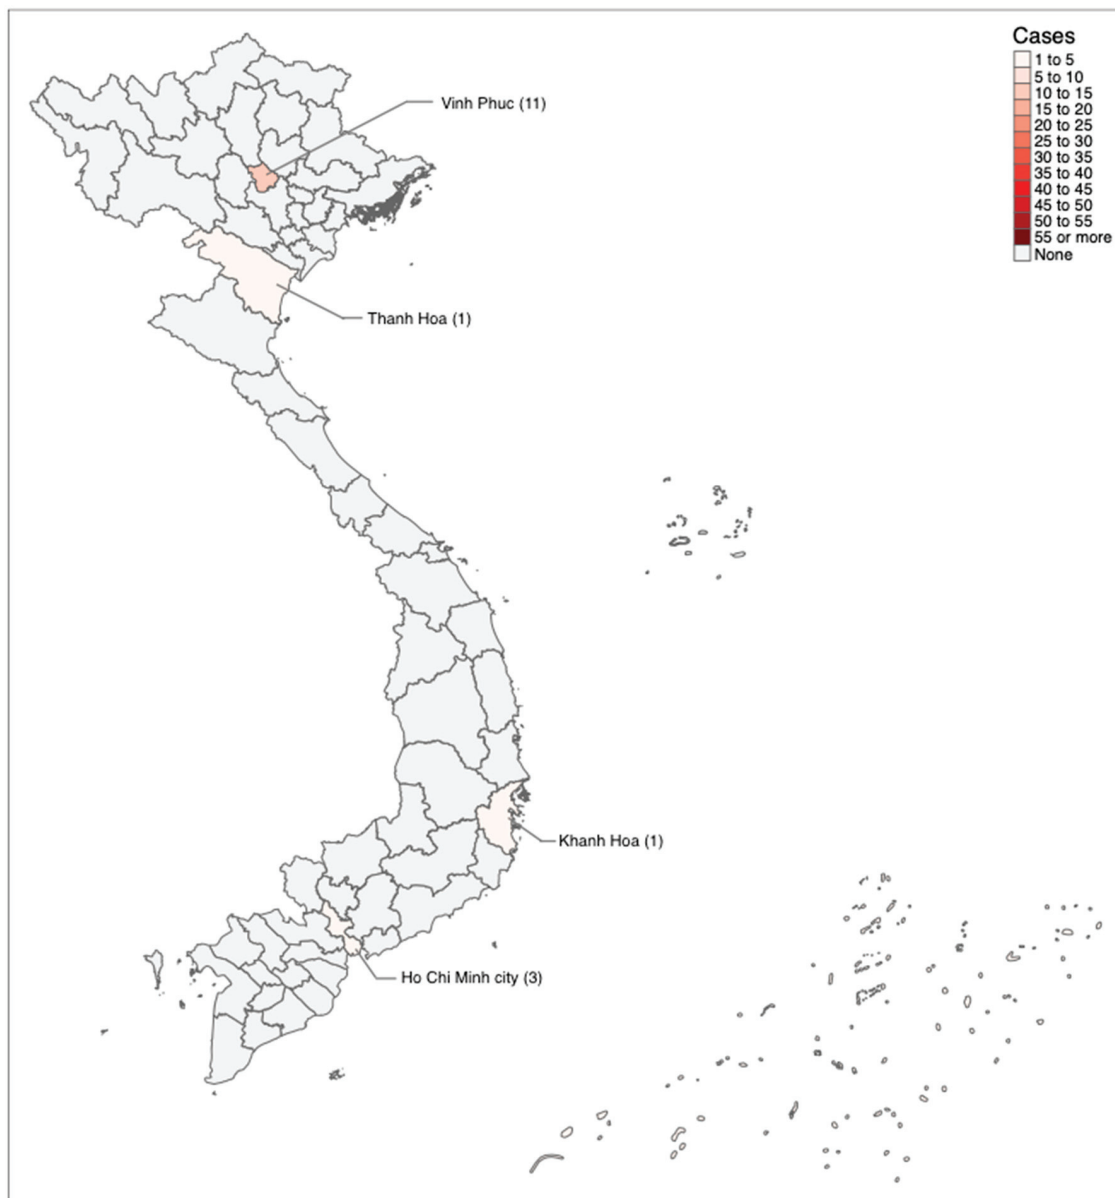 Cases
1 to 5
5 to 10
10 to 15
15 to 20
20 to 25
25 to 30
30 to 35
35 to 40
40 to 45
45 to 50
50 to 55
55 or more
None
Vinh Phuc (11)
Thanh Hoa (1)
Khanh Hoa (1)
Ho Chi Minh city (3)